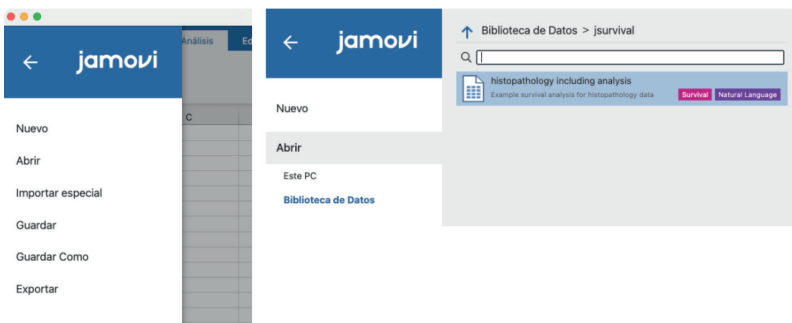 jamovi
Análisis Ed
C
Nuevo
Abrir
Importar especial
Guardar
Guardar Como
Exportar
jamovi
Nuevo
Abrir
Este PC
Biblioteca de Datos
Biblioteca de Datos > jsurvival
histopathology including analysis
Example survival analysis for histopathology data Survival Natural Language